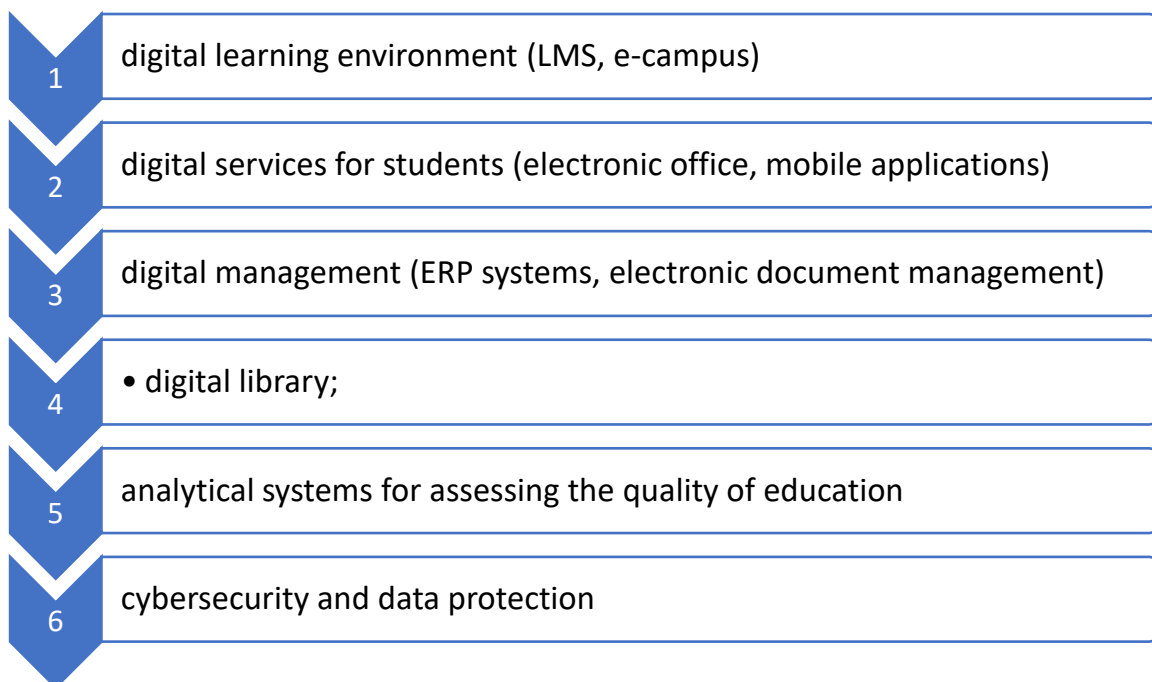 1
digital learning environment (LMS, e-campus)
2
digital services for students (electronic office, mobile applications)
3
digital management (ERP systems, electronic document management)
4
• digital library;
5
analytical systems for assessing the quality of education
6
cybersecurity and data protection